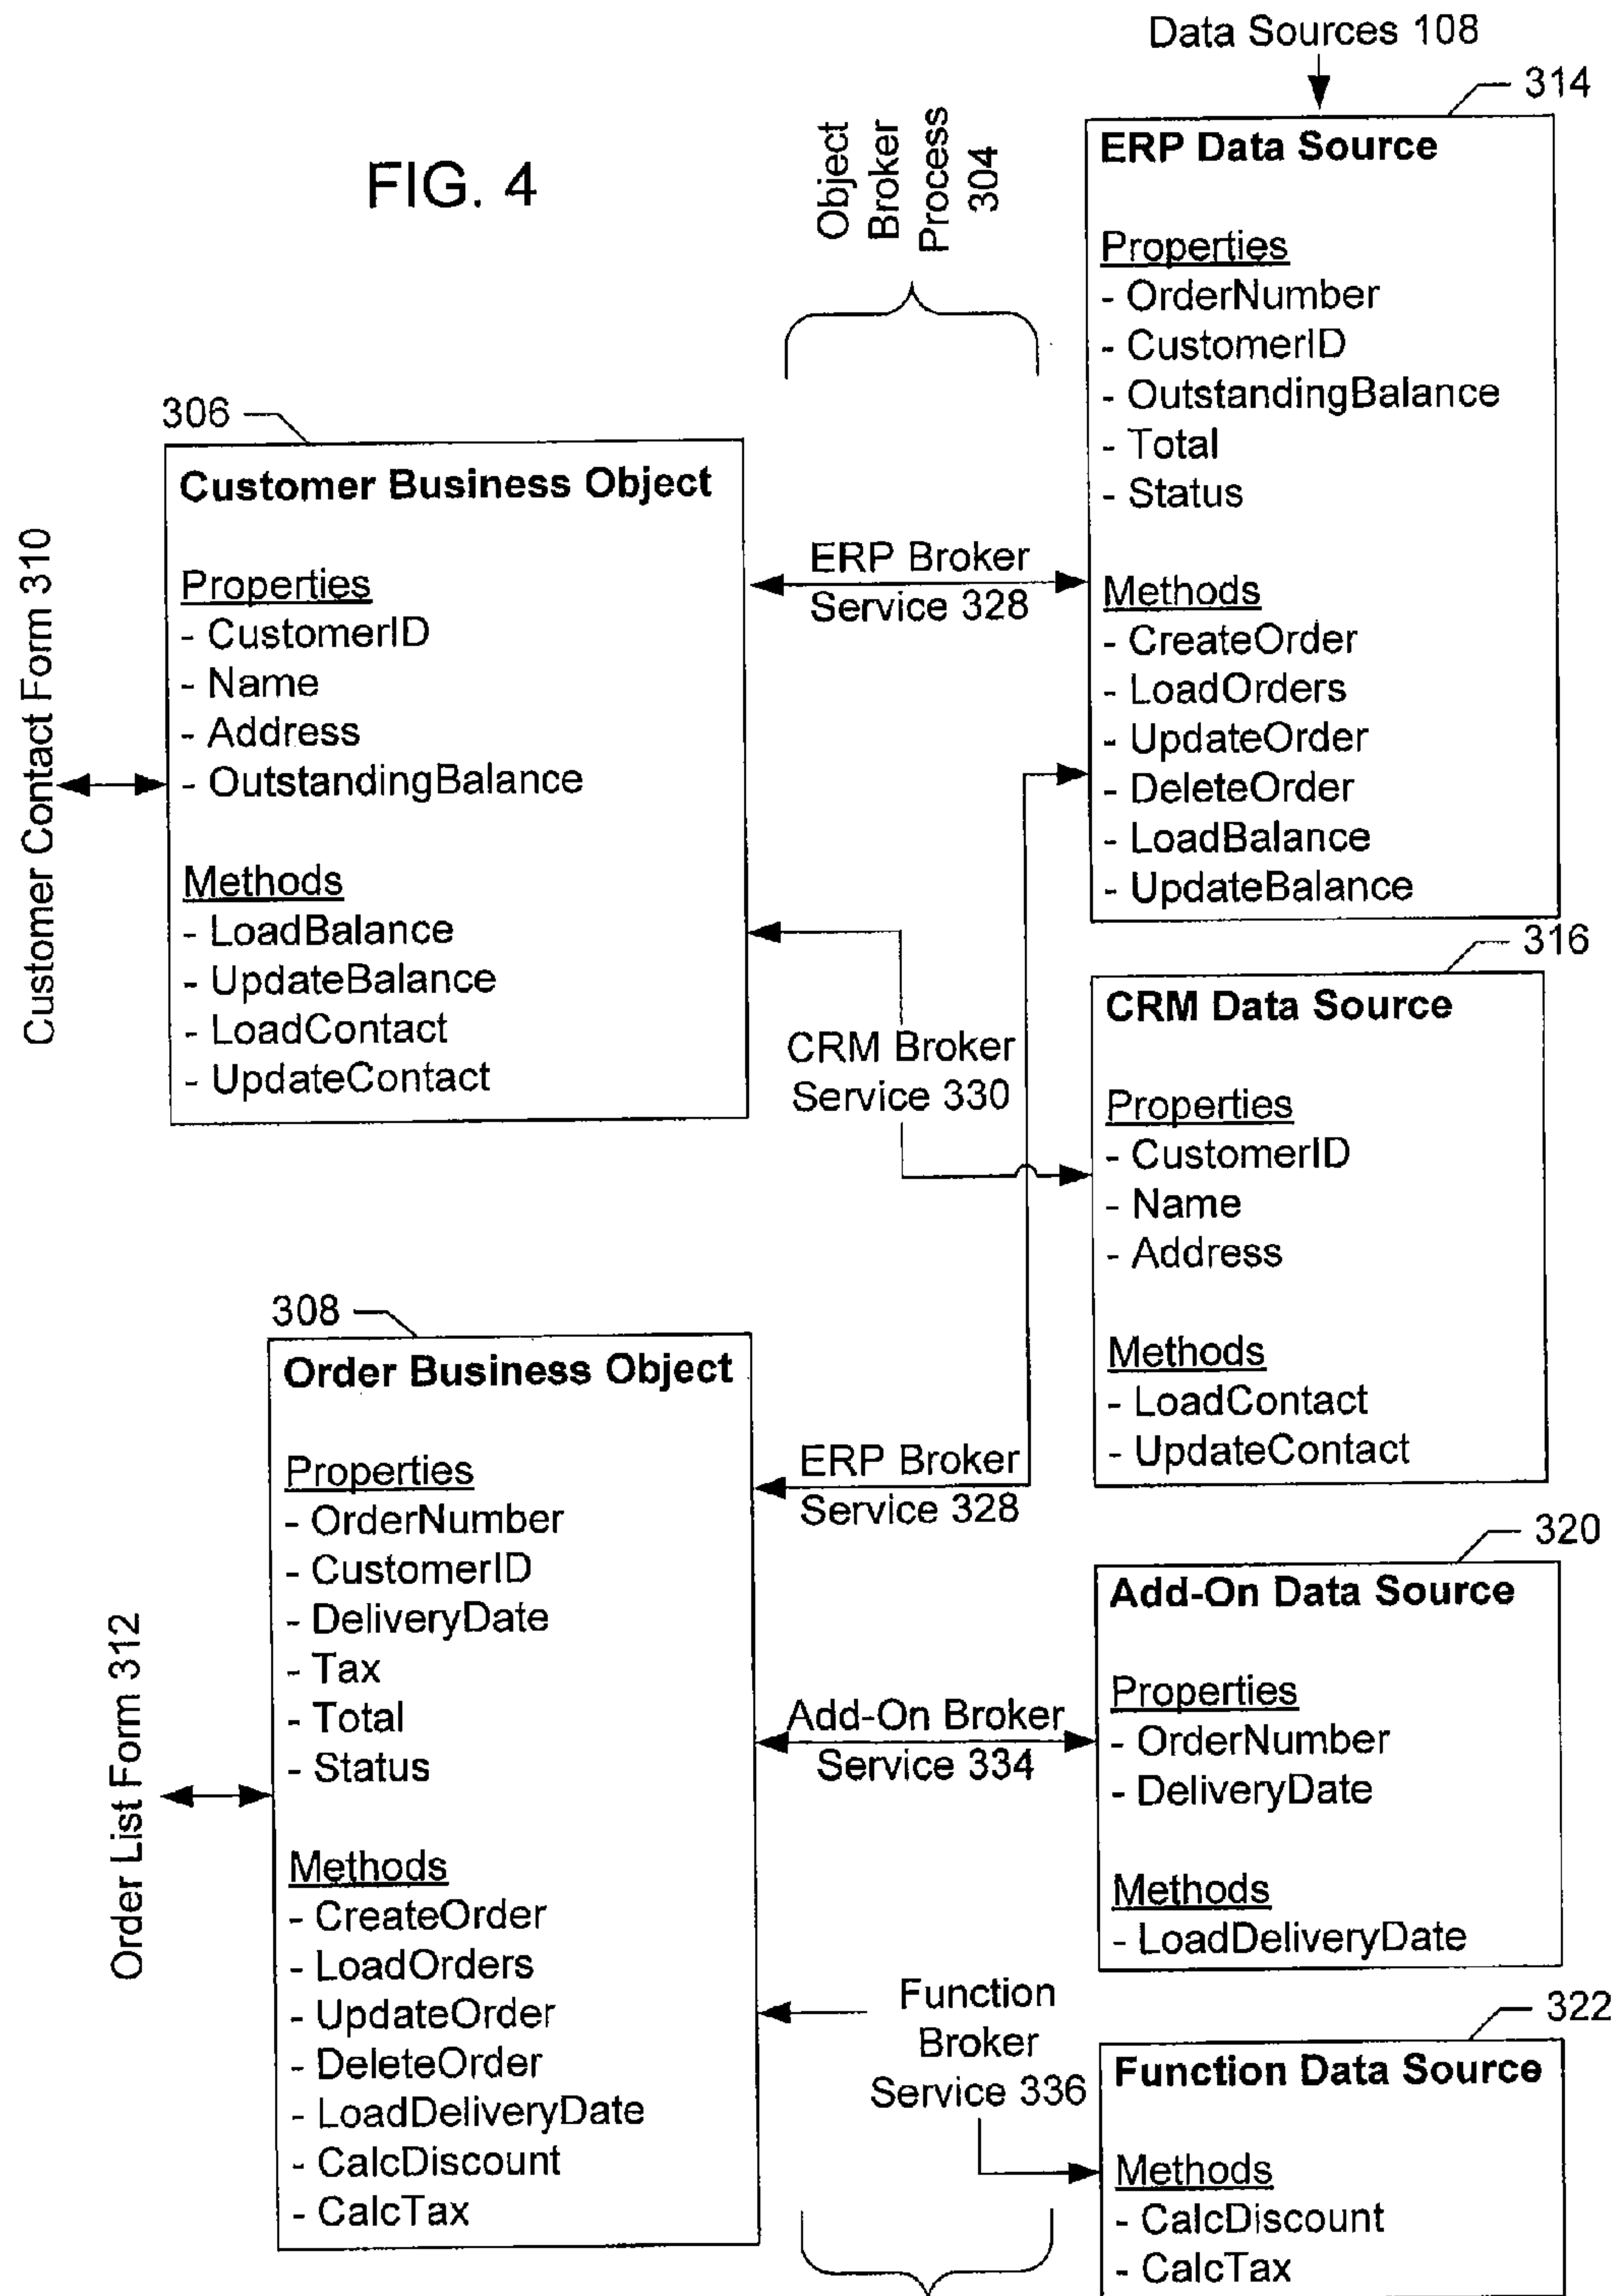 Data Sources 108
314
FIG. 4
Object
Broker
Process
304
ERP Data Source
Properties
- OrderNumber
- CustomerID
- OutstandingBalance
- Total
- Status
Methods
- CreateOrder
- LoadOrders
- UpdateOrder
- DeleteOrder
- LoadBalance
- UpdateBalance
306
Customer Business Object
Properties
- CustomerID
- Name
- Address
- OutstandingBalance
Methods
- LoadBalance
- UpdateBalance
- LoadContact
- UpdateContact
Customer Contact Form 310
ERP Broker
Service 328
CRM Broker
Service 330
316
CRM Data Source
Properties
- CustomerID
- Name
- Address
Methods
- LoadContact
- UpdateContact
308
Order Business Object
Properties
- OrderNumber
- CustomerID
- DeliveryDate
- Tax
- Total
- Status
Methods
- CreateOrder
- LoadOrders
- UpdateOrder
- DeleteOrder
- LoadDeliveryDate
- CalcDiscount
- CalcTax
Order List Form 312
ERP Broker
Service 328
Add-On Broker
Service 334
Function
Broker
Service 336
320
Add-On Data Source
Properties
- OrderNumber
- DeliveryDate
Methods
- LoadDeliveryDate
322
Function Data Source
Methods
- CalcDiscount
- CalcTax